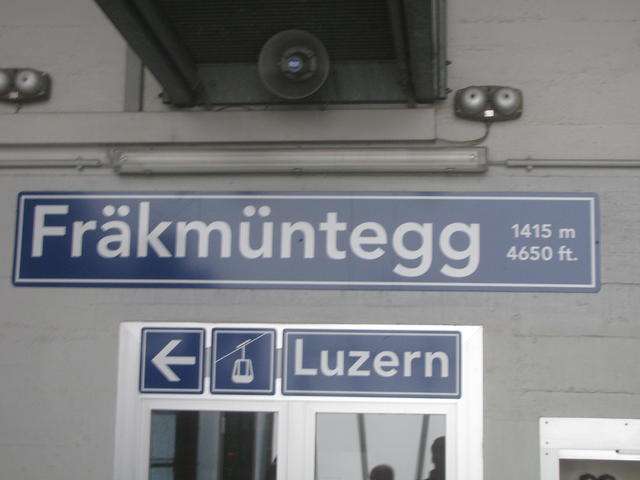 Fräkmüntegg
1415 m
4650 ft.
Luzern